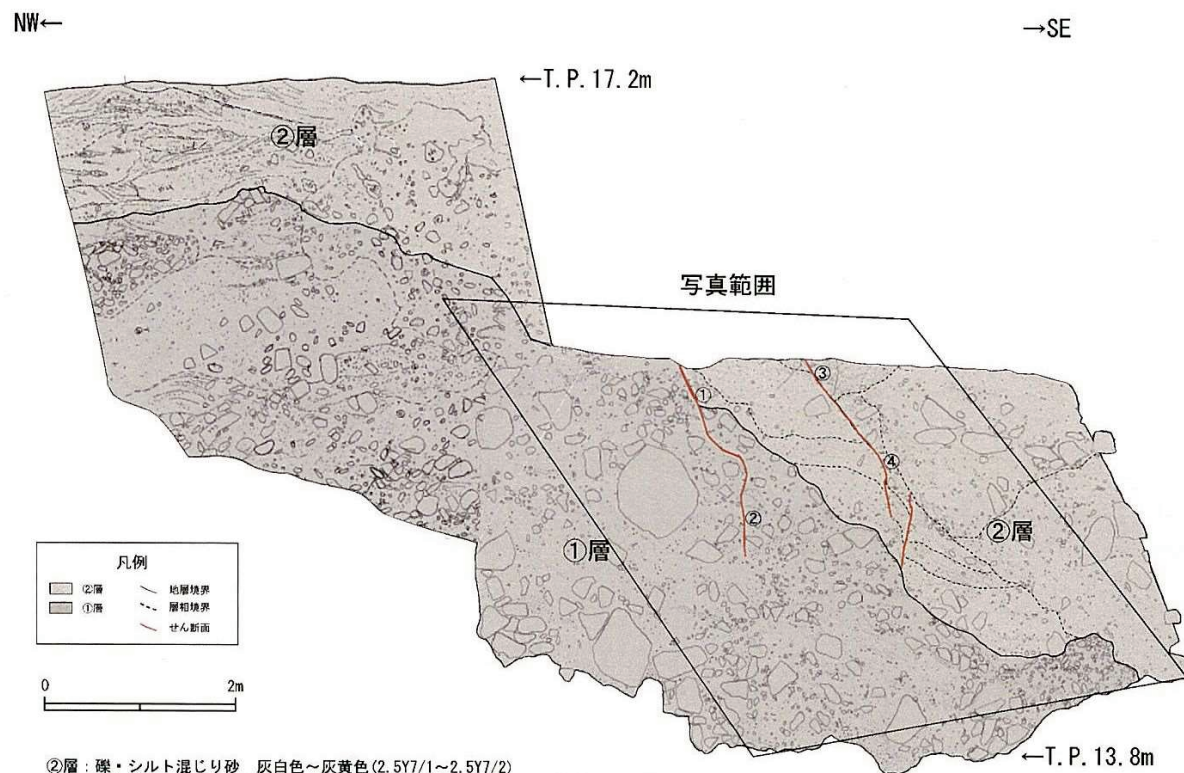 NW←
→SE
←T.P.17.2m
②層
写真範囲
①
③
④
②
②層
①層
凡例
②層
地層境界
①層
層相境界
せん断面
0
2m
②層：礫・シルト混じり砂 灰白色～灰黄色(2.5Y7/1～2.5Y7/2)
←T.P.13.8m